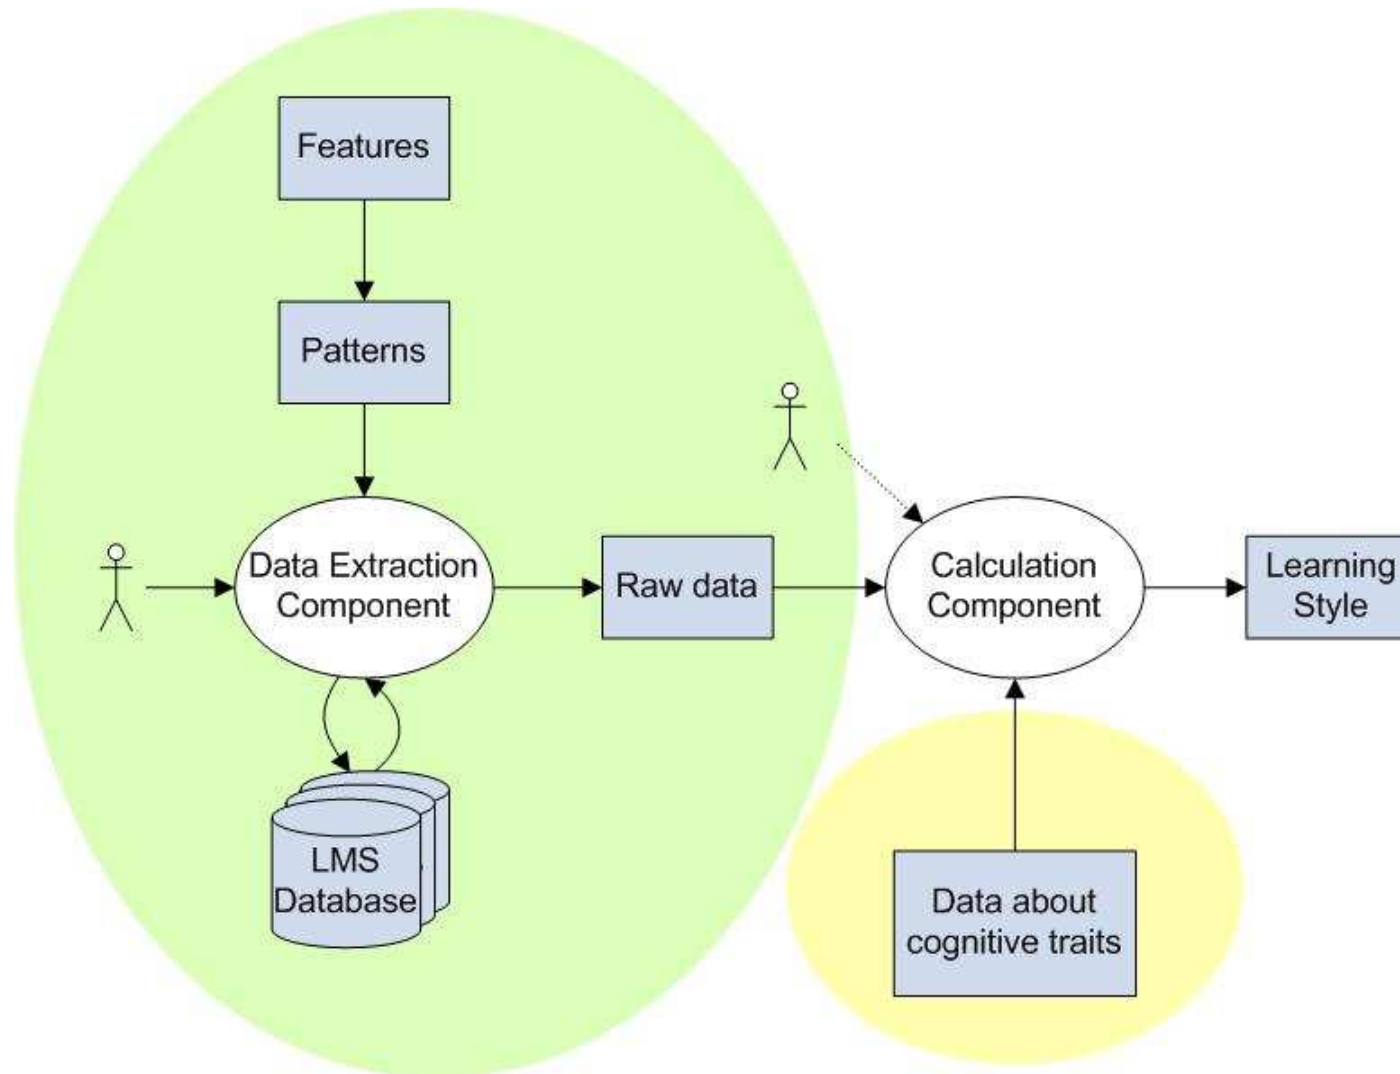 Features
Patterns
Data Extraction
Component
Raw data
Calculation
Component
Learning
Style
LMS
Database
Data about
cognitive traits